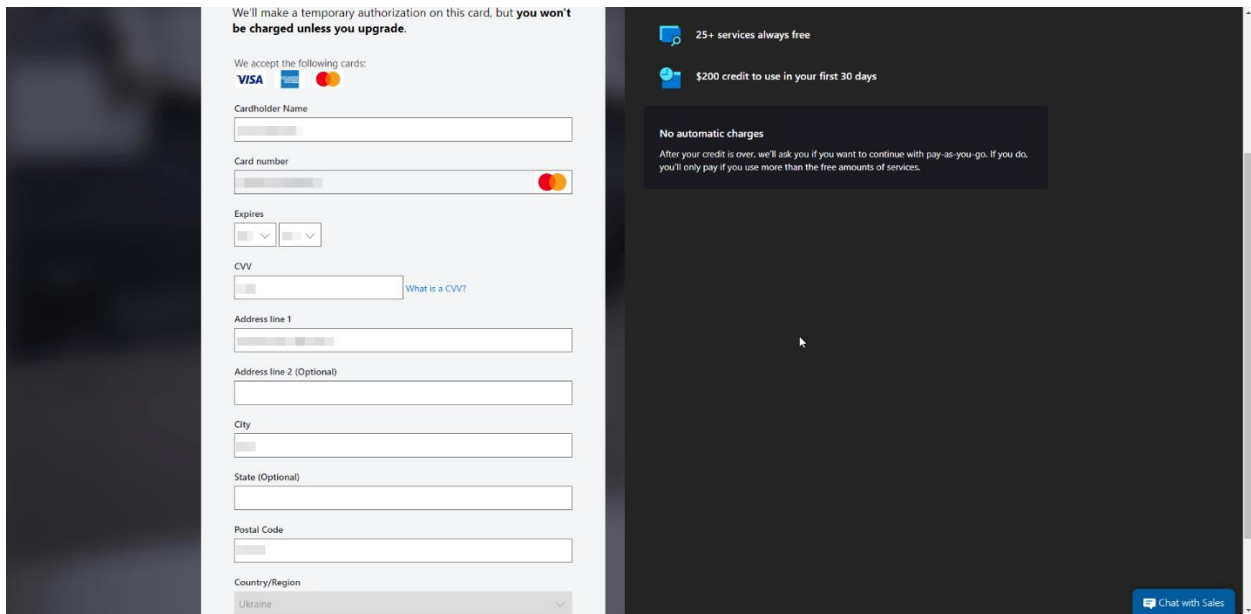 We'll make a temporary authorization on this card, but you won't
be charged unless you upgrade.
We accept the following cards:
VISA
Cardholder Name
Card number
Expires
CVV
What is a CVV?
Address line 1
Address line 2 (Optional)
City
State (Optional)
Postal Code
Country/Region
Ukraine
25+ services always free
$200 credit to use in your first 30 days
No automatic charges
After your credit is over, we'll ask you if you want to continue with pay-as-you-go. If you do,
you'll only pay if you use more than the free amounts of services.
Chat with Sales